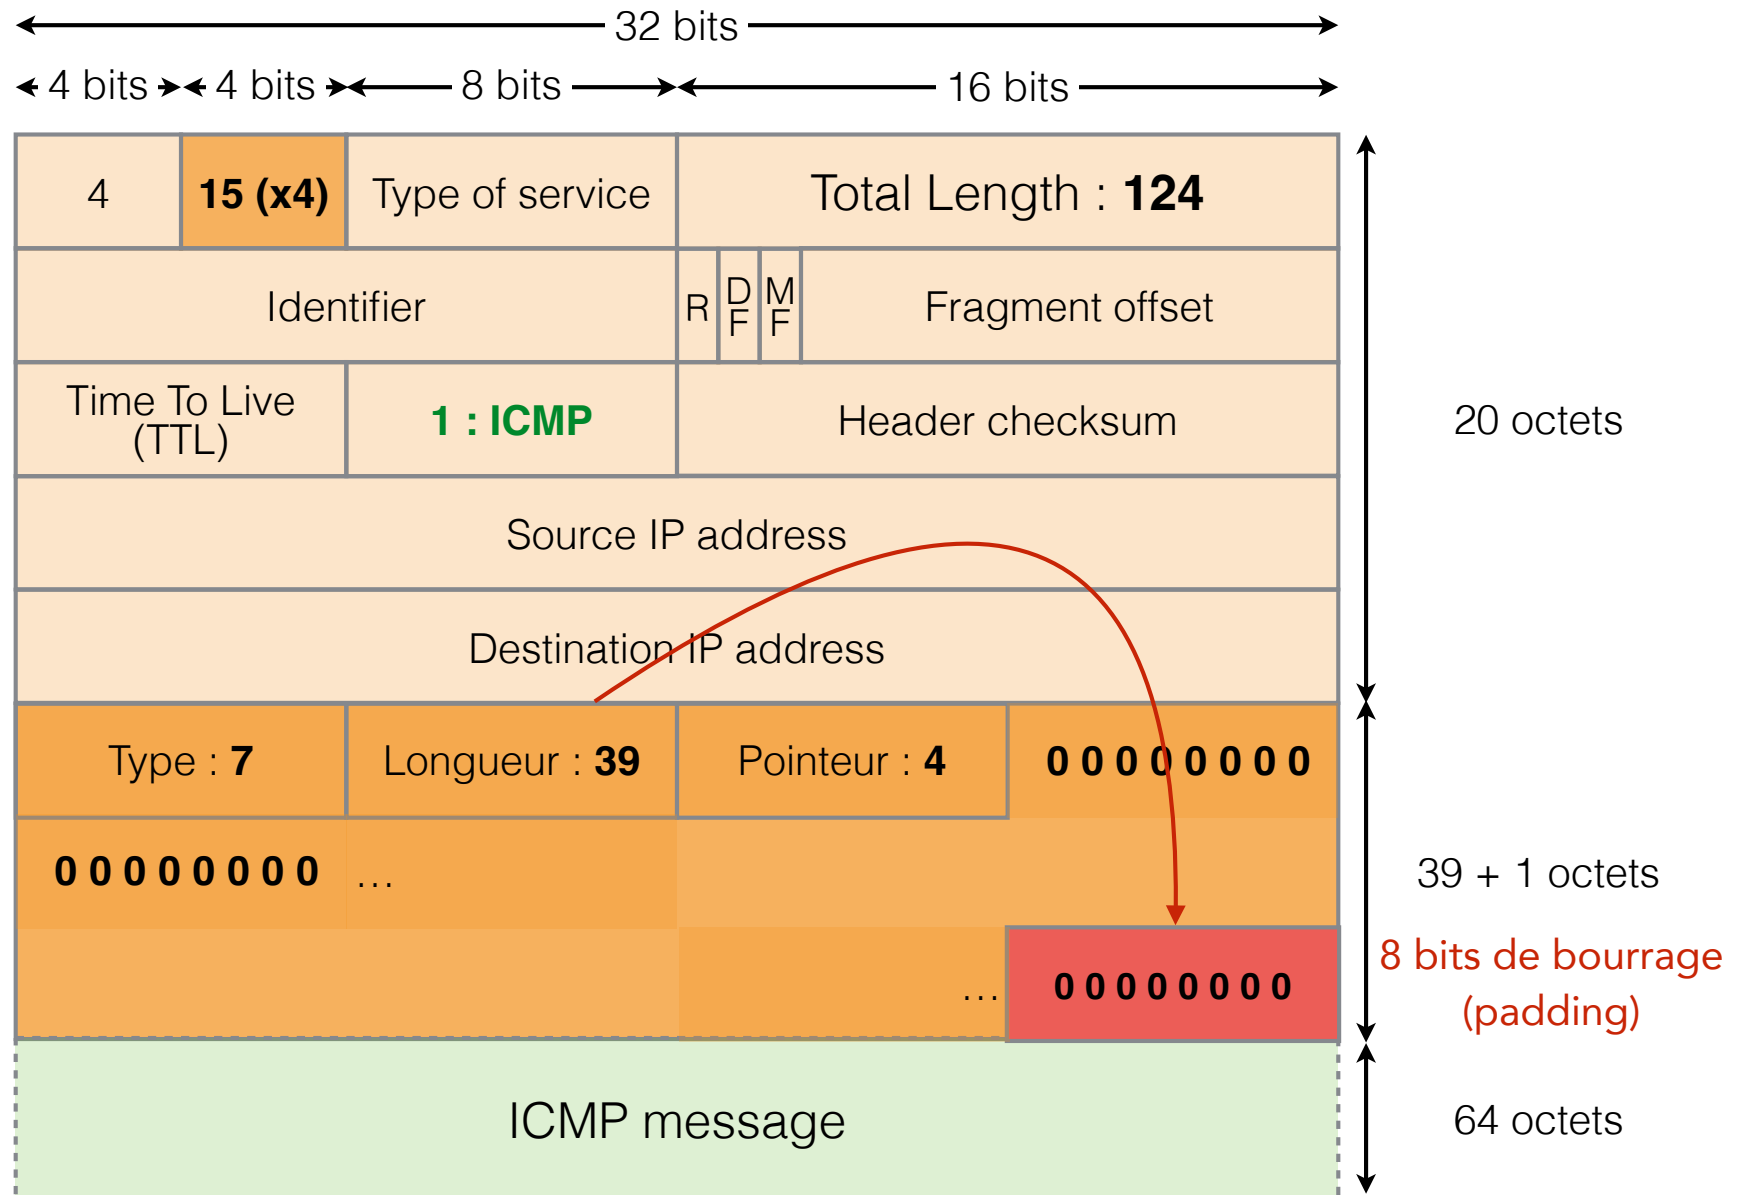 32 bits
4 bits 4 bits 8 bits 16 bits
4 15 (x4) Type of service Total Length : 124
Identifier R DF MF Fragment offset
Time To Live
(TTL)
1 : ICMP
Header checksum
20 octets
Source IP address
Destination IP address
Type : 7 Longueur : 39 Pointeur : 4 0 0 0 0 0 0 0 0
0 0 0 0 0 0 0 0 ...
39 + 1 octets
8 bits de bourrage
(padding)
... 0 0 0 0 0 0 0 0
ICMP message
64 octets